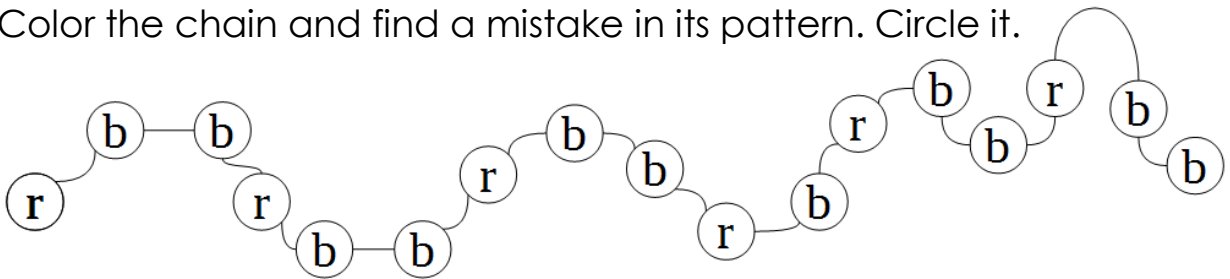 Color the chain and find a mistake in its pattern. Circle it.
r b b r b b r b b r b r b b r b b